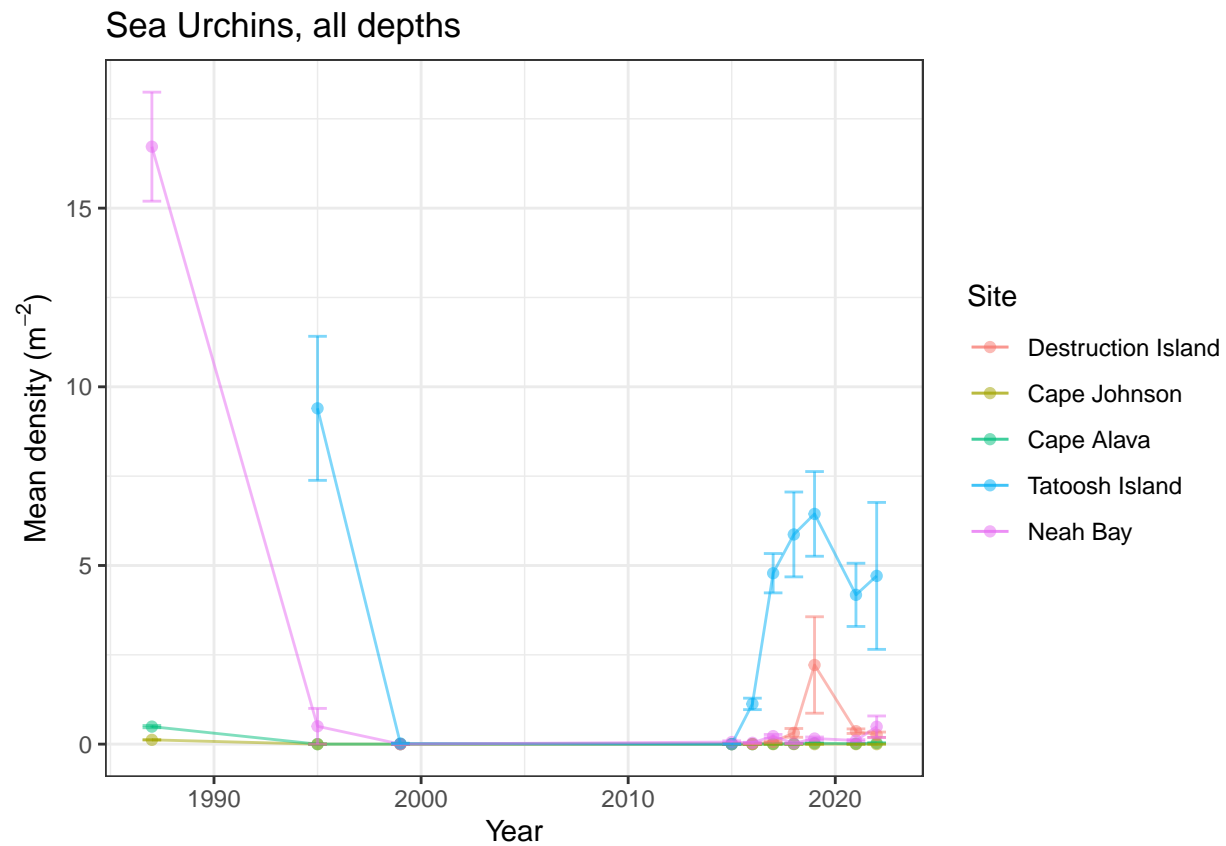 Sea Urchins, all depths
Mean density (m⁻²)
15
10
5
0
1990 2000 2010 2020
Year
Site
Destruction Island
Cape Johnson
Cape Alava
Tatoosh Island
Neah Bay